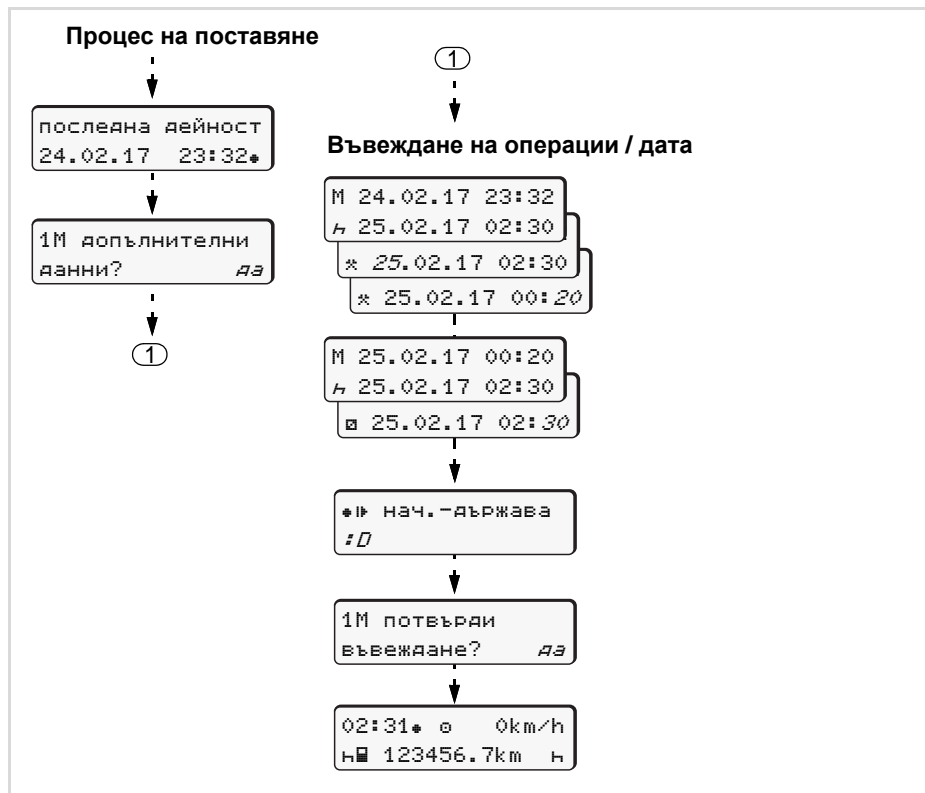 Процес на поставяне
последна дейност
24.02.17 23:32
1M допълнителни
данни? да
1
1
Въвеждане на операции / дата
M 24.02.17 23:32
25.02.17 02:30
25.02.17 02:30
25.02.17 00:20
M 25.02.17 00:20
25.02.17 02:30
25.02.17 02:30
нач.-държава
:D
1M потвърди
въвеждане? да
02:31 0km/h
123456.7km